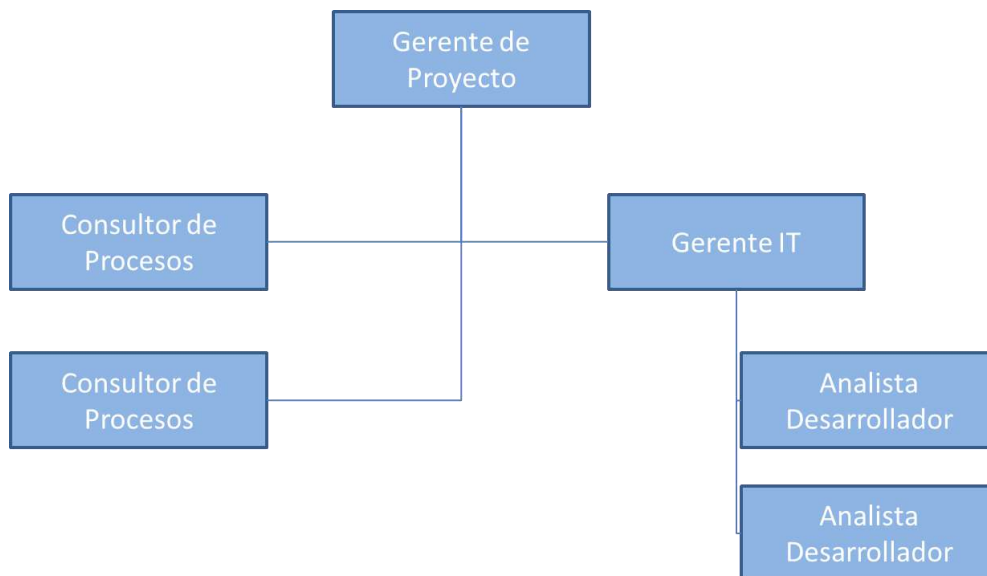 Gerente de
Proyecto
Consultor de
Procesos
Gerente IT
Consultor de
Procesos
Analista
Desarrollador
Analista
Desarrollador